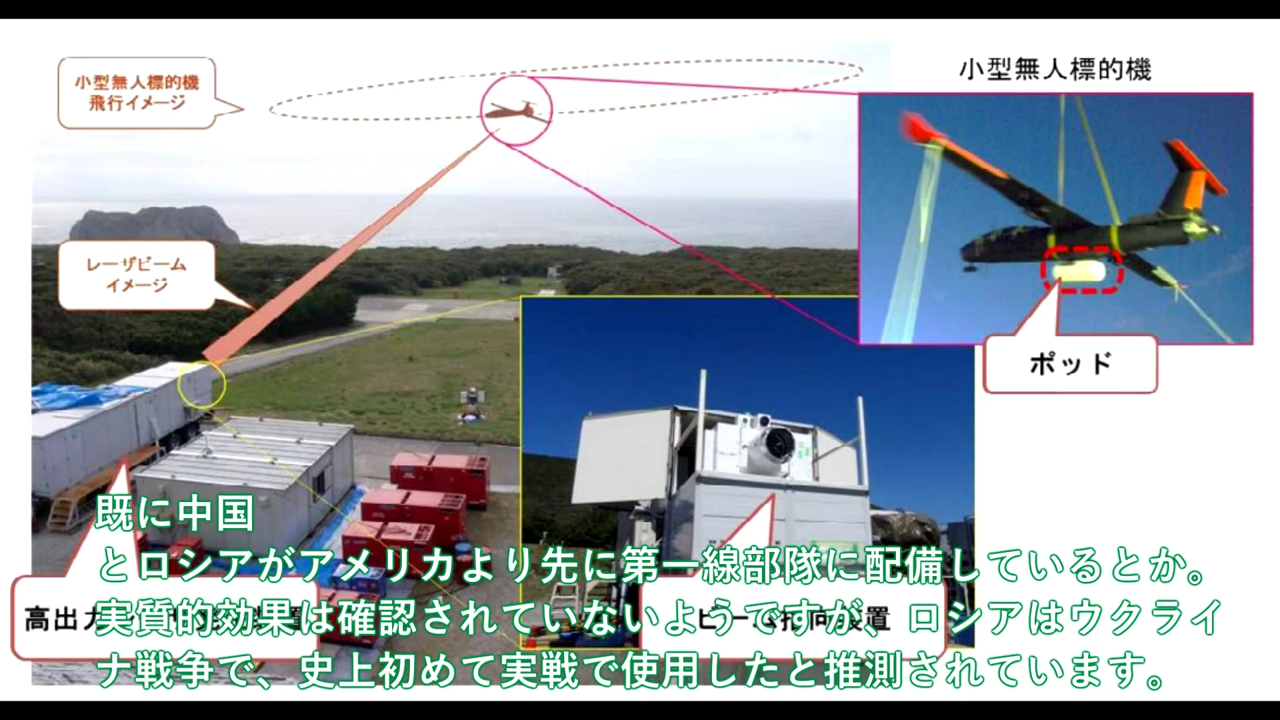 小型無人標的機
小型無人標的機
飛行イメージ
レーザビーム
イメージ
ポッド
既に中国
とロシアがアメリカより先に第一線部隊に配備しているとか。
高出力
実質的効果は確認されていないようですが、ロシアはウクライ
置
ナ戦争で、史上初めて実戦で使用したと推測されています。